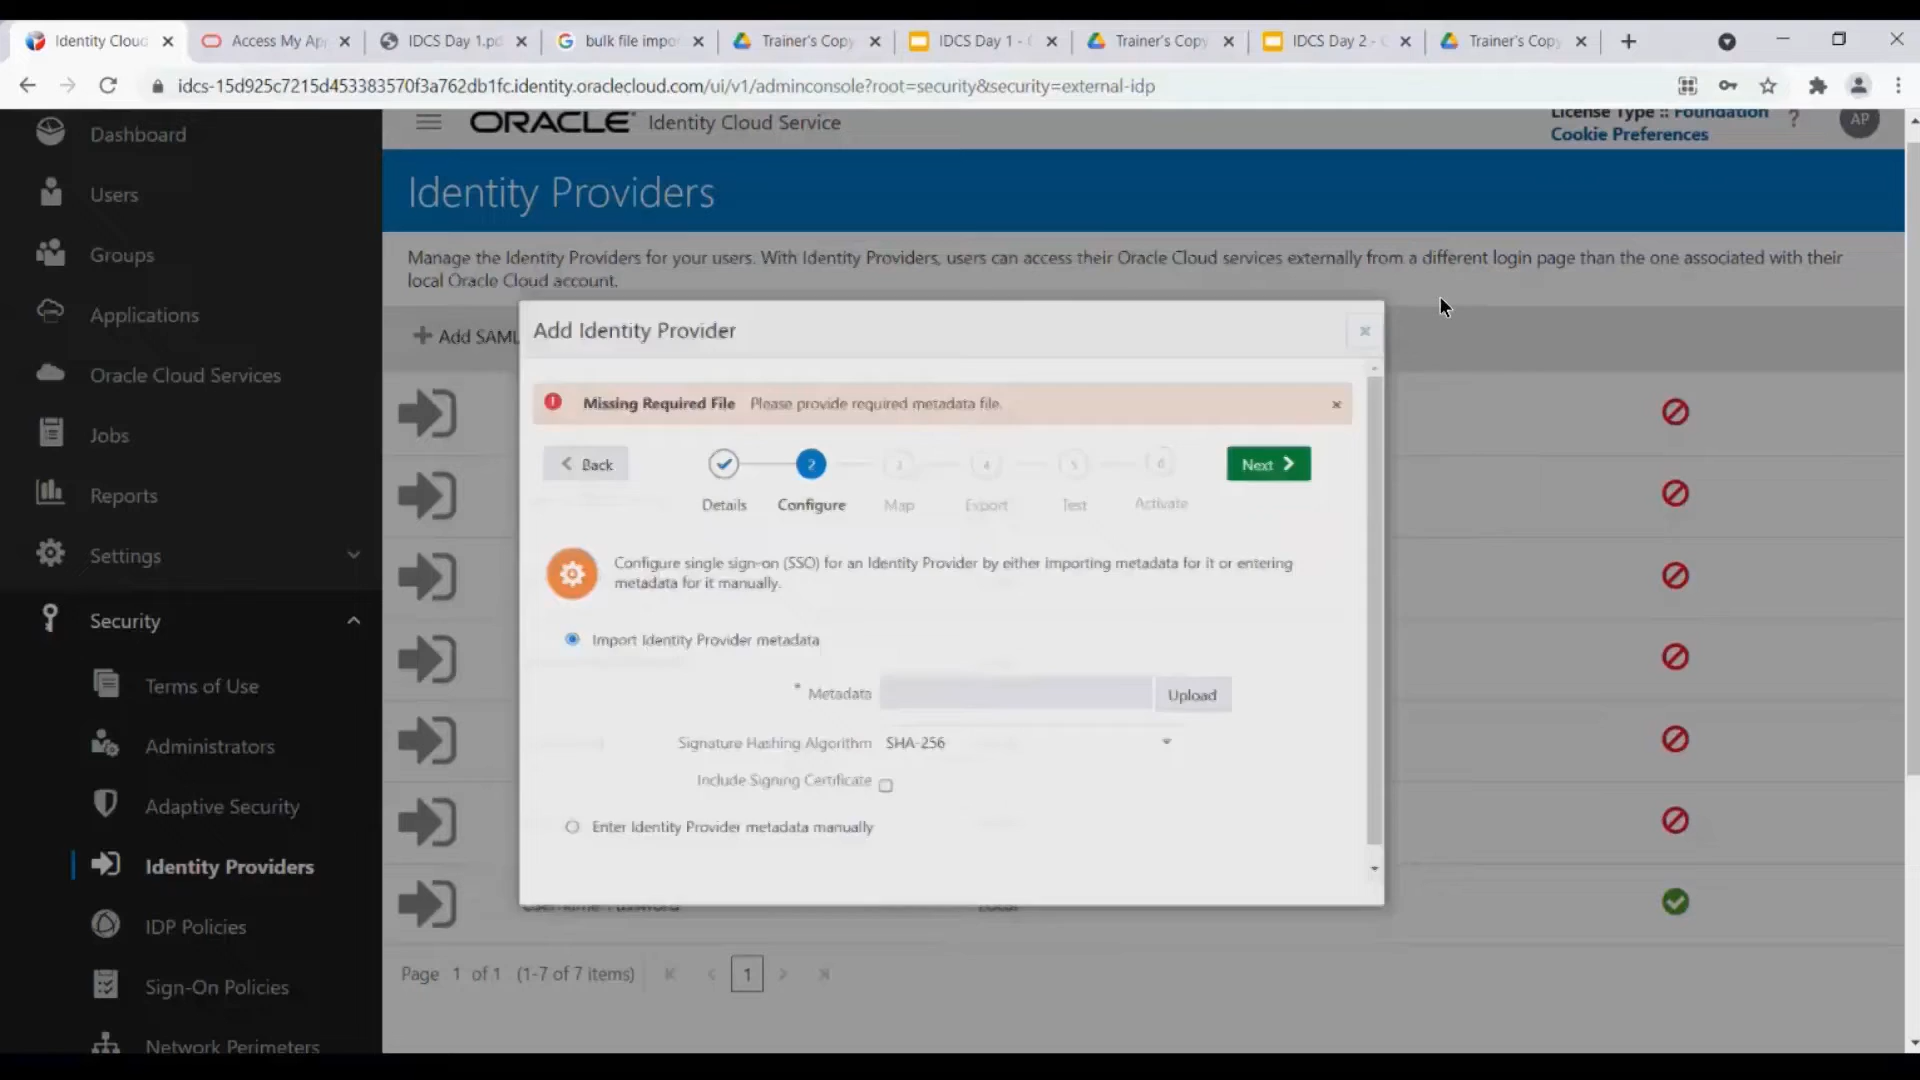 Identity Cloud
Access My Ap
IDCS Day 1.pd
bulk file impo
Trainer's Copy
IDCS Day 1 - (
Trainer's Copy
IDCS Day 2 - C
Trainer's Copy
idcs-15d925c7215d453383570f3a762db1fc.identity.oraclecloud.com/ui/v1/adminconsole?root=security&security=external-idp
Dashboard
Users
Groups
Applications
Oracle Cloud Services
Jobs
Reports
Settings
Security
Terms of Use
Administrators
Adaptive Security
Identity Providers
IDP Policies
Sign-On Policies
Network Perimeters
ORACLE Identity Cloud Service
License Type :: Foundation
Cookie Preferences
?
AP
Identity Providers
Manage the Identity Providers for your users. With Identity Providers, users can access their Oracle Cloud services externally from a different login page than the one associated with their
local Oracle Cloud account.
+ Add SAML
Add Identity Provider
Missing Required File Please provide required metadata file.
Back
2
3
4
5
6
Next
Details
Configure
Map
Export
Test
Activate
Configure single sign-on (SSO) for an Identity Provider by either importing metadata for it or entering
metadata for it manually.
Import Identity Provider metadata
* Metadata
Upload
Signature Hashing Algorithm SHA-256
Include Signing Certificate
Enter Identity Provider metadata manually
Page 1 of 1 (1-7 of 7 items)
1